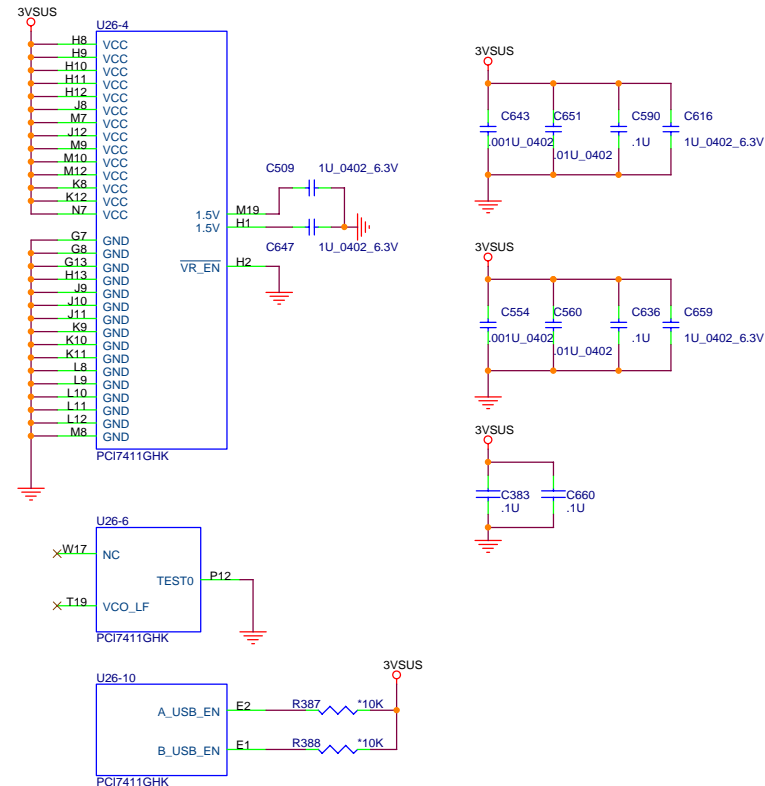 3VSUS
U26-4
H8 VCC
H9 VCC
H10 VCC
H11 VCC
H12 VCC
J8 VCC
M7 VCC
J12 VCC
M9 VCC
M10 VCC
M12 VCC
K8 VCC
K12 VCC
N7 VCC
G7 GND
G8 GND
G13 GND
H13 GND
J9 GND
J10 GND
J11 GND
K9 GND
K10 GND
K11 GND
L8 GND
L9 GND
L10 GND
L11 GND
L12 GND
M8 GND
1.5V M19
1.5V H1
VR_EN H2
PCI7411GHK
C509 1U_0402_6.3V
C647 1U_0402_6.3V
3VSUS
C643 C651 C590 C616
.001U_0402 .01U_0402 .1U 1U_0402_6.3V
3VSUS
C554 C560 C636 C659
.001U_0402 .01U_0402 .1U 1U_0402_6.3V
3VSUS
C383 C660
.1U .1U
U26-6
W17 NC
TEST0 P12
T19 VCO_LF
PCI7411GHK
U26-10
3VSUS
A_USB_EN E2 R387 *10K
B_USB_EN E1 R388 *10K
PCI7411GHK